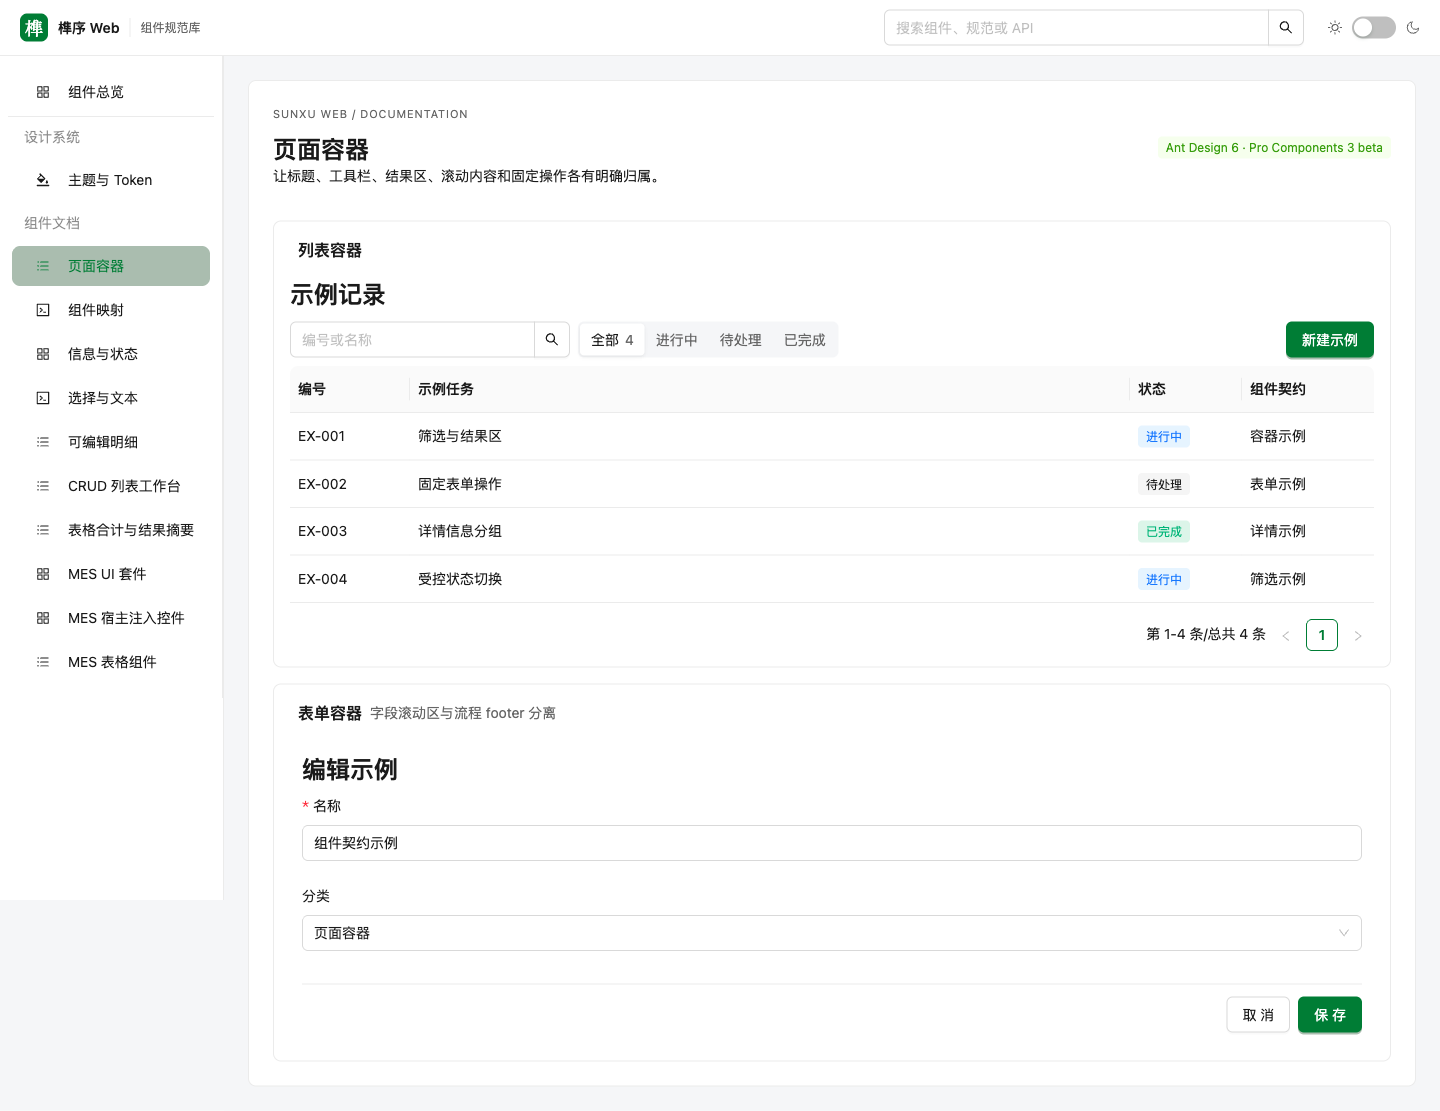 榫 榫序 Web 组件规范库 搜索组件、规范或 API
组件总览
设计系统
主题与 Token
组件文档
页面容器
组件映射
信息与状态
选择与文本
可编辑明细
CRUD 列表工作台
表格合计与结果摘要
MES UI 套件
MES 宿主注入控件
MES 表格组件
SUNXU WEB / DOCUMENTATION
页面容器
Ant Design 6 · Pro Components 3 beta
让标题、工具栏、结果区、滚动内容和固定操作各有明确归属。
列表容器
示例记录
编号或名称 全部 4 进行中 待处理 已完成 新建示例
编号 示例任务 状态 组件契约
EX-001 筛选与结果区 进行中 容器示例
EX-002 固定表单操作 待处理 表单示例
EX-003 详情信息分组 已完成 详情示例
EX-004 受控状态切换 进行中 筛选示例
第 1-4 条/总共 4 条 < 1 >
表单容器 字段滚动区与流程 footer 分离
编辑示例
* 名称
组件契约示例
分类
页面容器
取 消 保 存